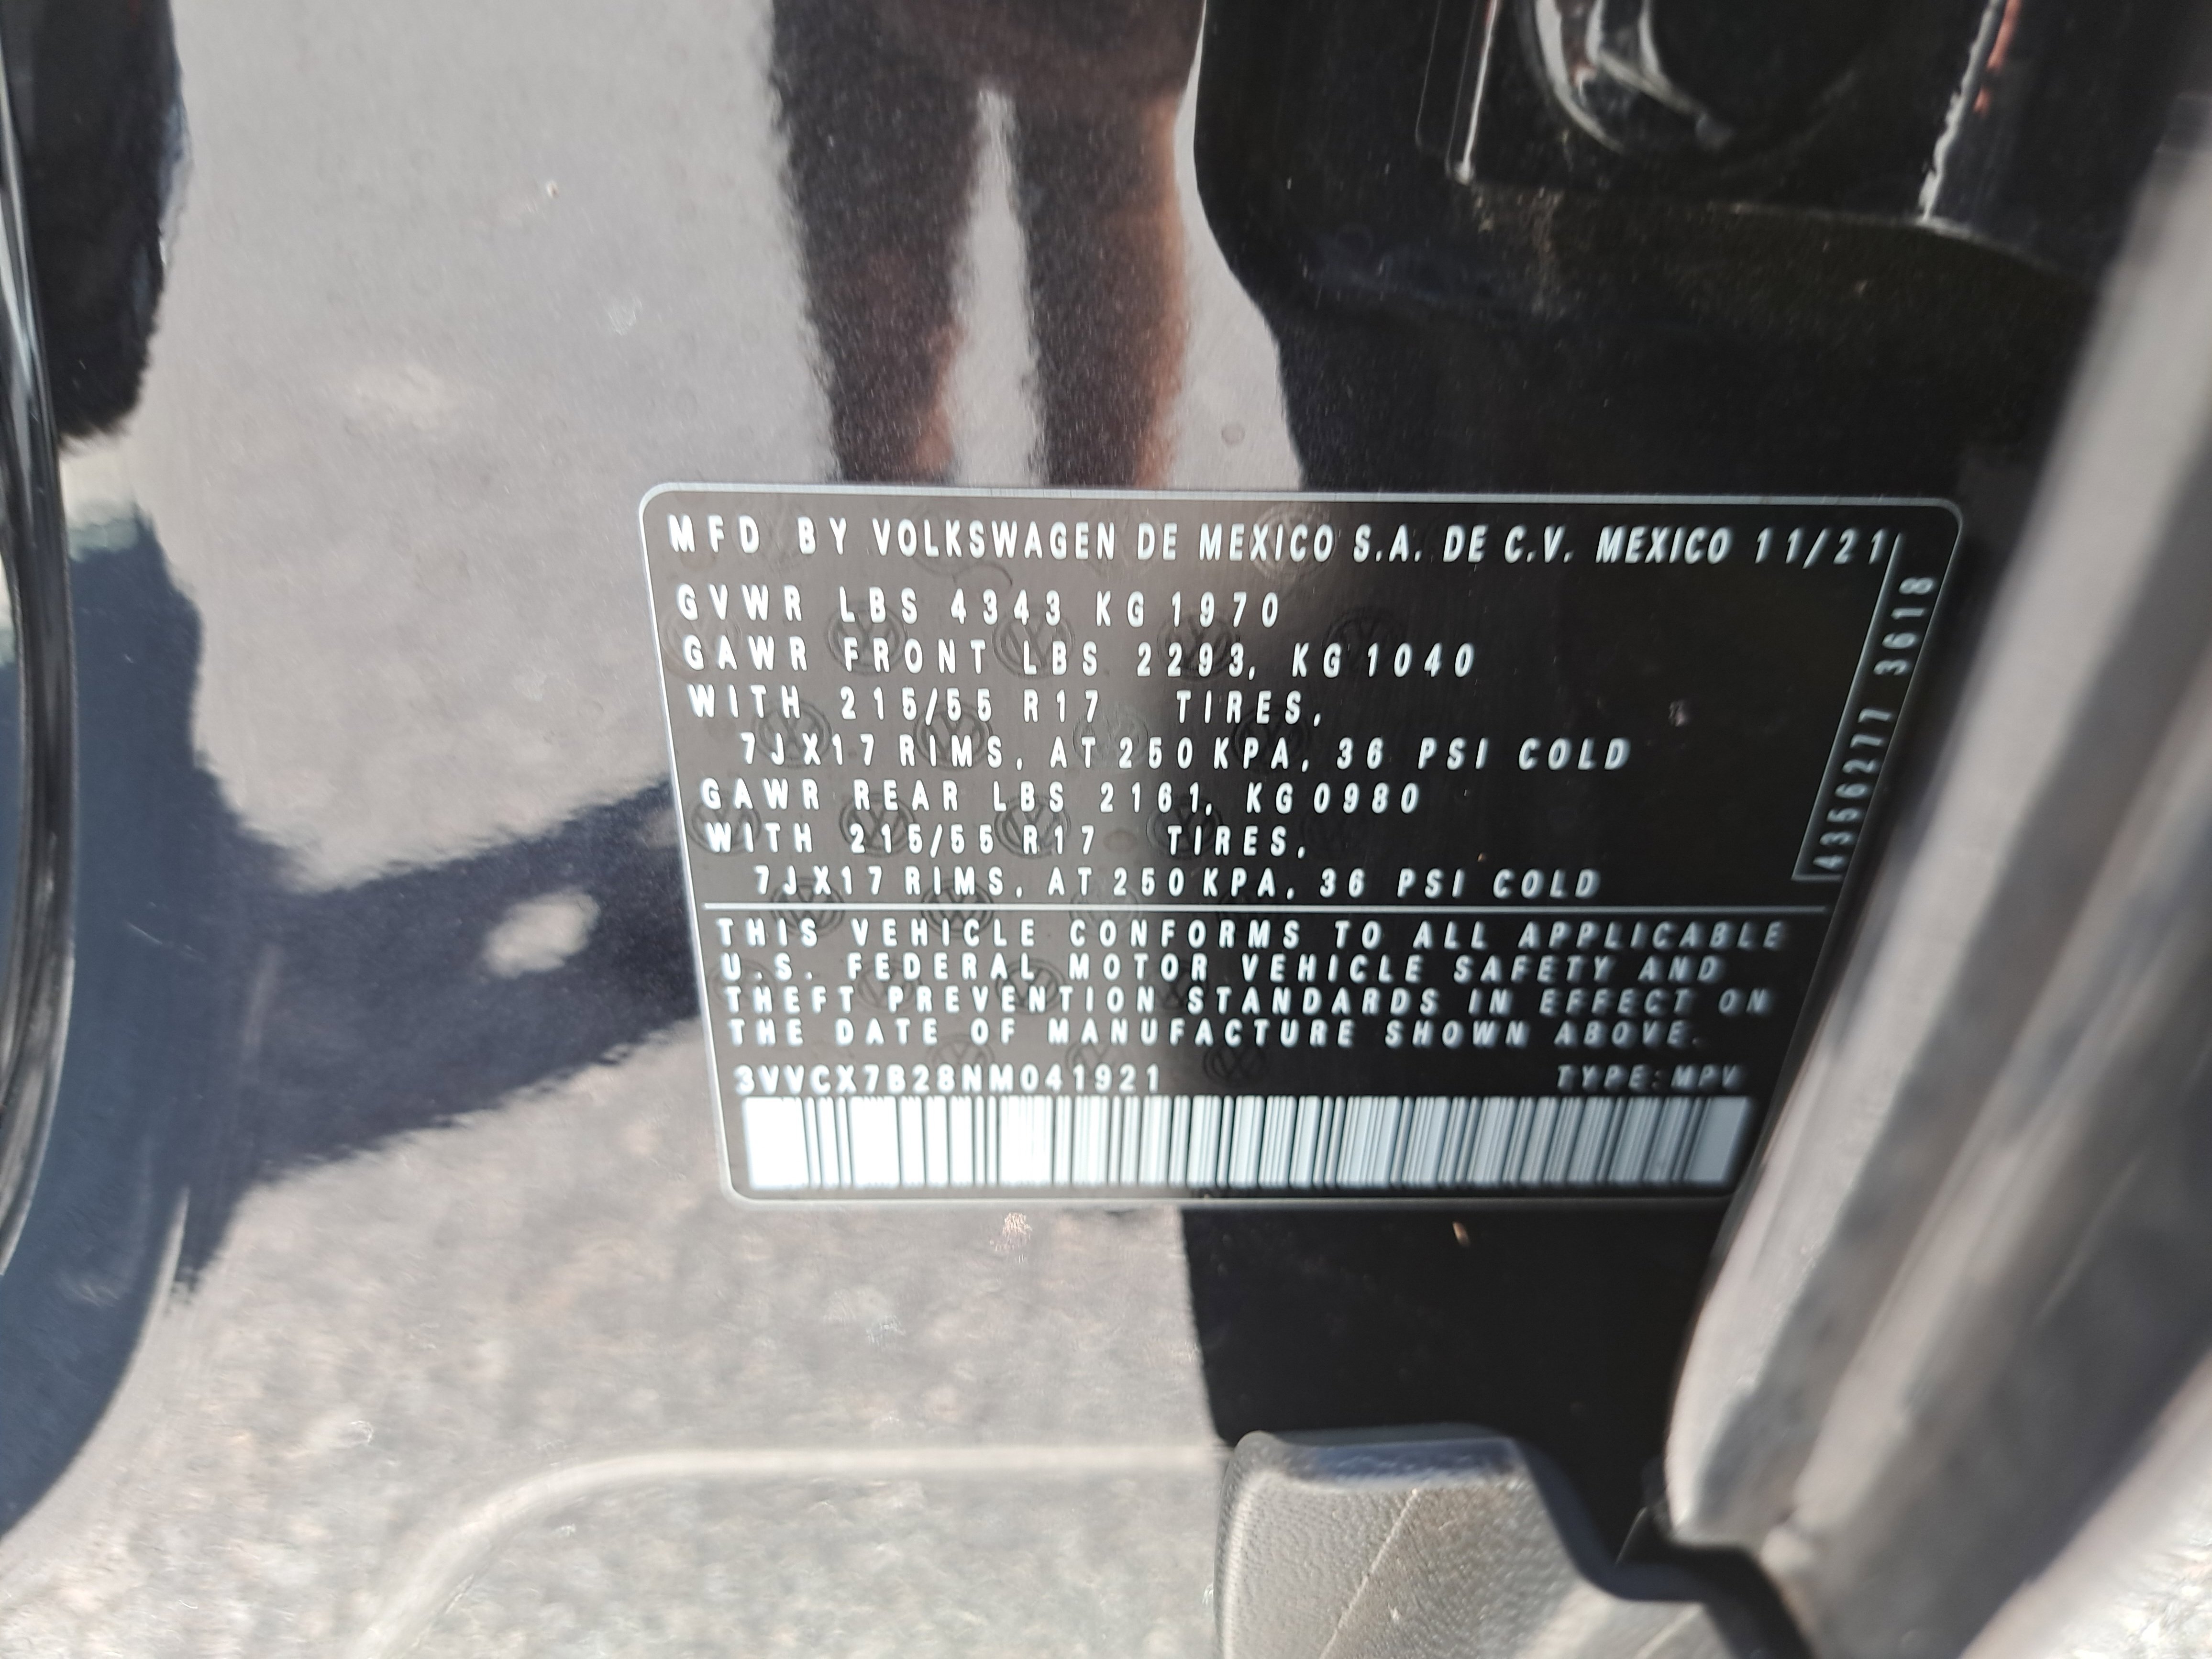 MFD BY VOLKSWAGEN DE MEXICO S.A. DE C.V. MEXICO 11/21
GVWR LBS 4343 KG 1970
GAWR FRONT LBS 2293, KG 1040
WITH 215/55 R17 TIRES,
7JX17 RIMS, AT 250 KPA, 36 PSI COLD
GAWR REAR LBS 2161, KG 0980
WITH 215/55 R17 TIRES,
7JX17 RIMS, AT 250 KPA, 36 PSI COLD
4356277 3618
THIS VEHICLE CONFORMS TO ALL APPLICABLE
U.S. FEDERAL MOTOR VEHICLE SAFETY AND
THEFT PREVENTION STANDARDS IN EFFECT ON
THE DATE OF MANUFACTURE SHOWN ABOVE.
3VVCX7B28NM041921 TYPE: MPV